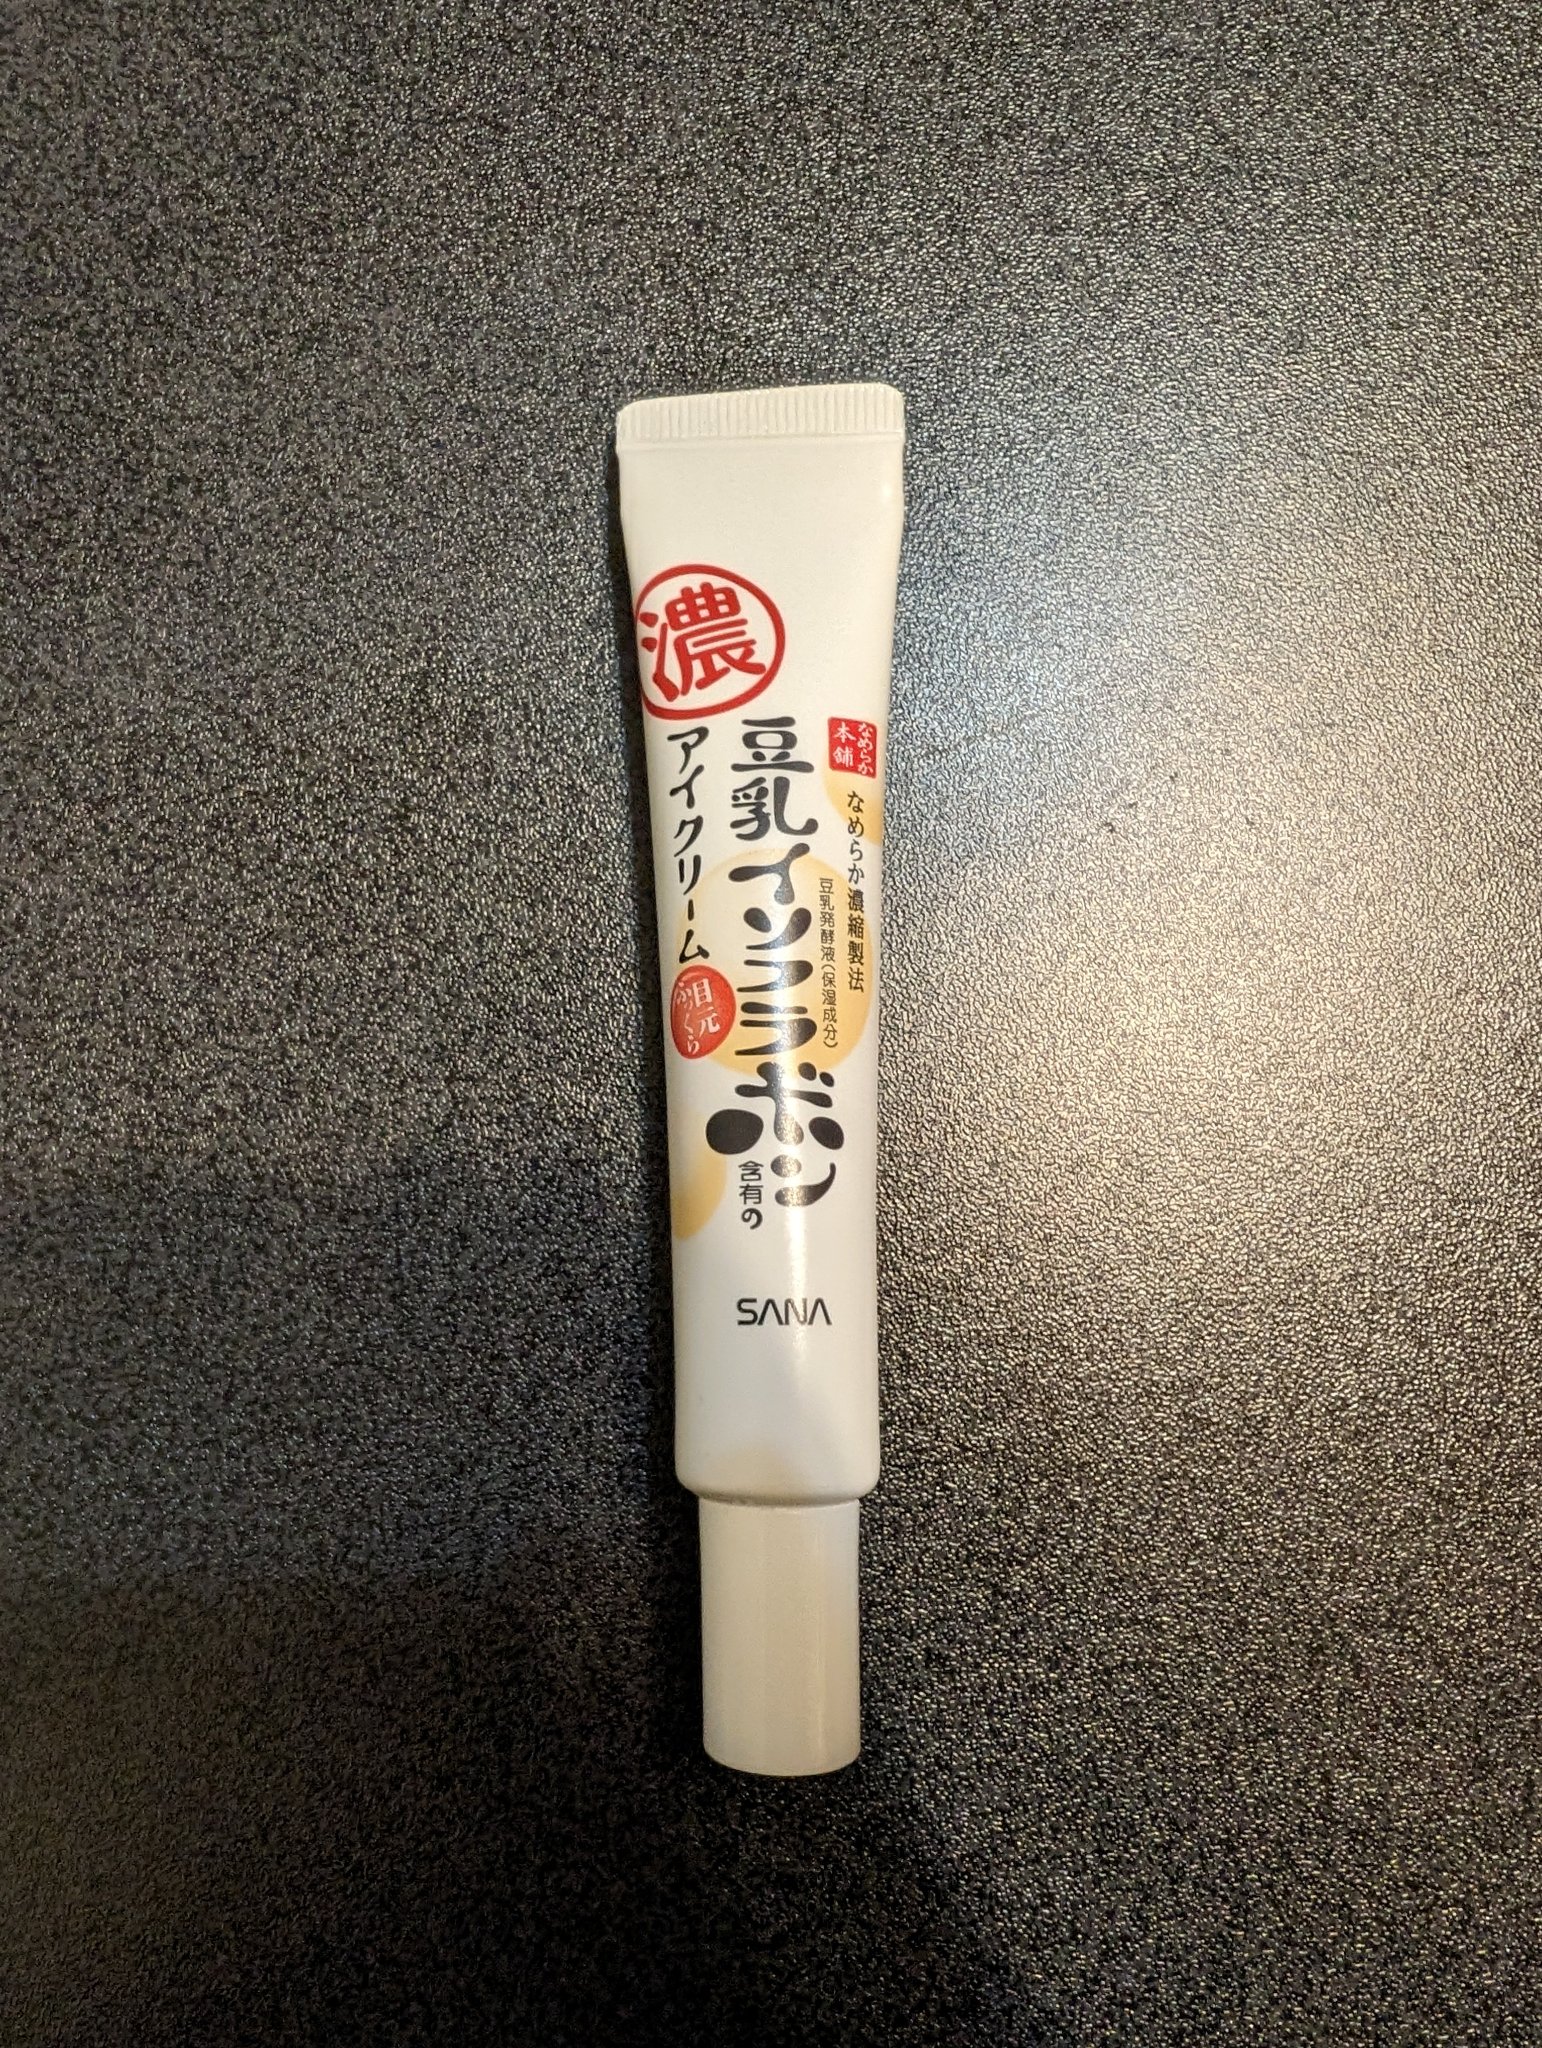 濃
なめらか
本舗
なめらか濃縮製法
豆乳発酵液(保湿成分)
豆乳イソフラボン
含有の
アイクリーム
目元
ふっくら
SANA